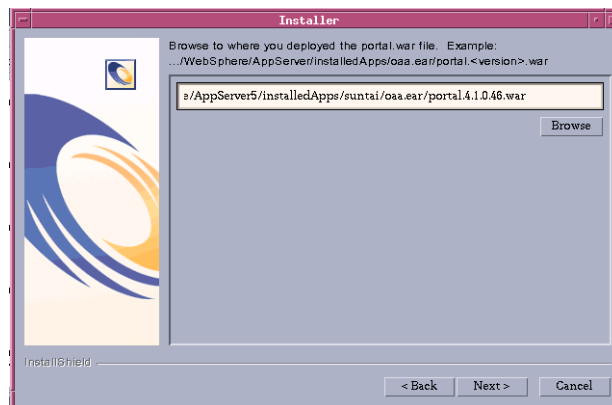 Installer
Browse to where you deployed the portal.war file. Example:
.../WebSphere/AppServer/installedApps/oaa.ear/portal.<version>.war
e/AppServer5/installedApps/suntai/oaa.ear/portal.4.1.0.46.war
Browse
InstallShield
< Back
Next >
Cancel